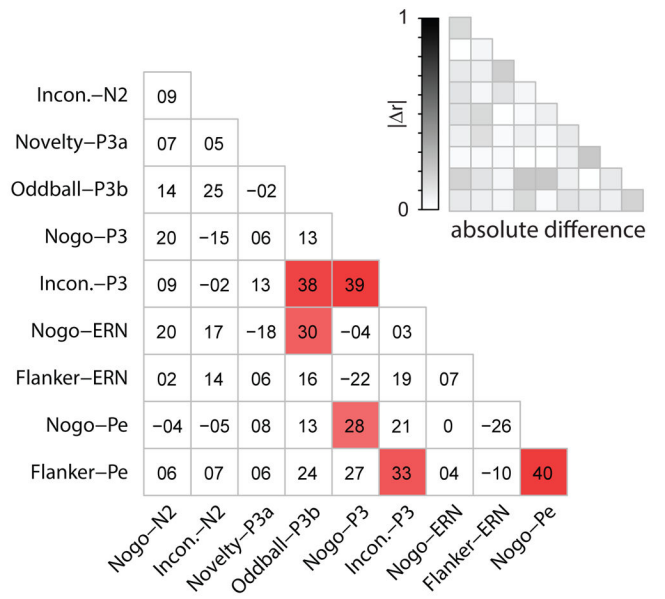 1
|Δr|
0
absolute difference
Incon.–N2 09
Novelty–P3a 07 05
Oddball–P3b 14 25 –02
Nogo–P3 20 –15 06 13
Incon.–P3 09 –02 13 38 39
Nogo–ERN 20 17 –18 30 –04 03
Flanker–ERN 02 14 06 16 –22 19 07
Nogo–Pe –04 –05 08 13 28 21 0 –26
Flanker–Pe 06 07 06 24 27 33 04 –10 40
Nogo–N2
Incon.–N2
Novelty–P3a
Oddball–P3b
Nogo–P3
Incon.–P3
Nogo–ERN
Flanker–ERN
Nogo–Pe